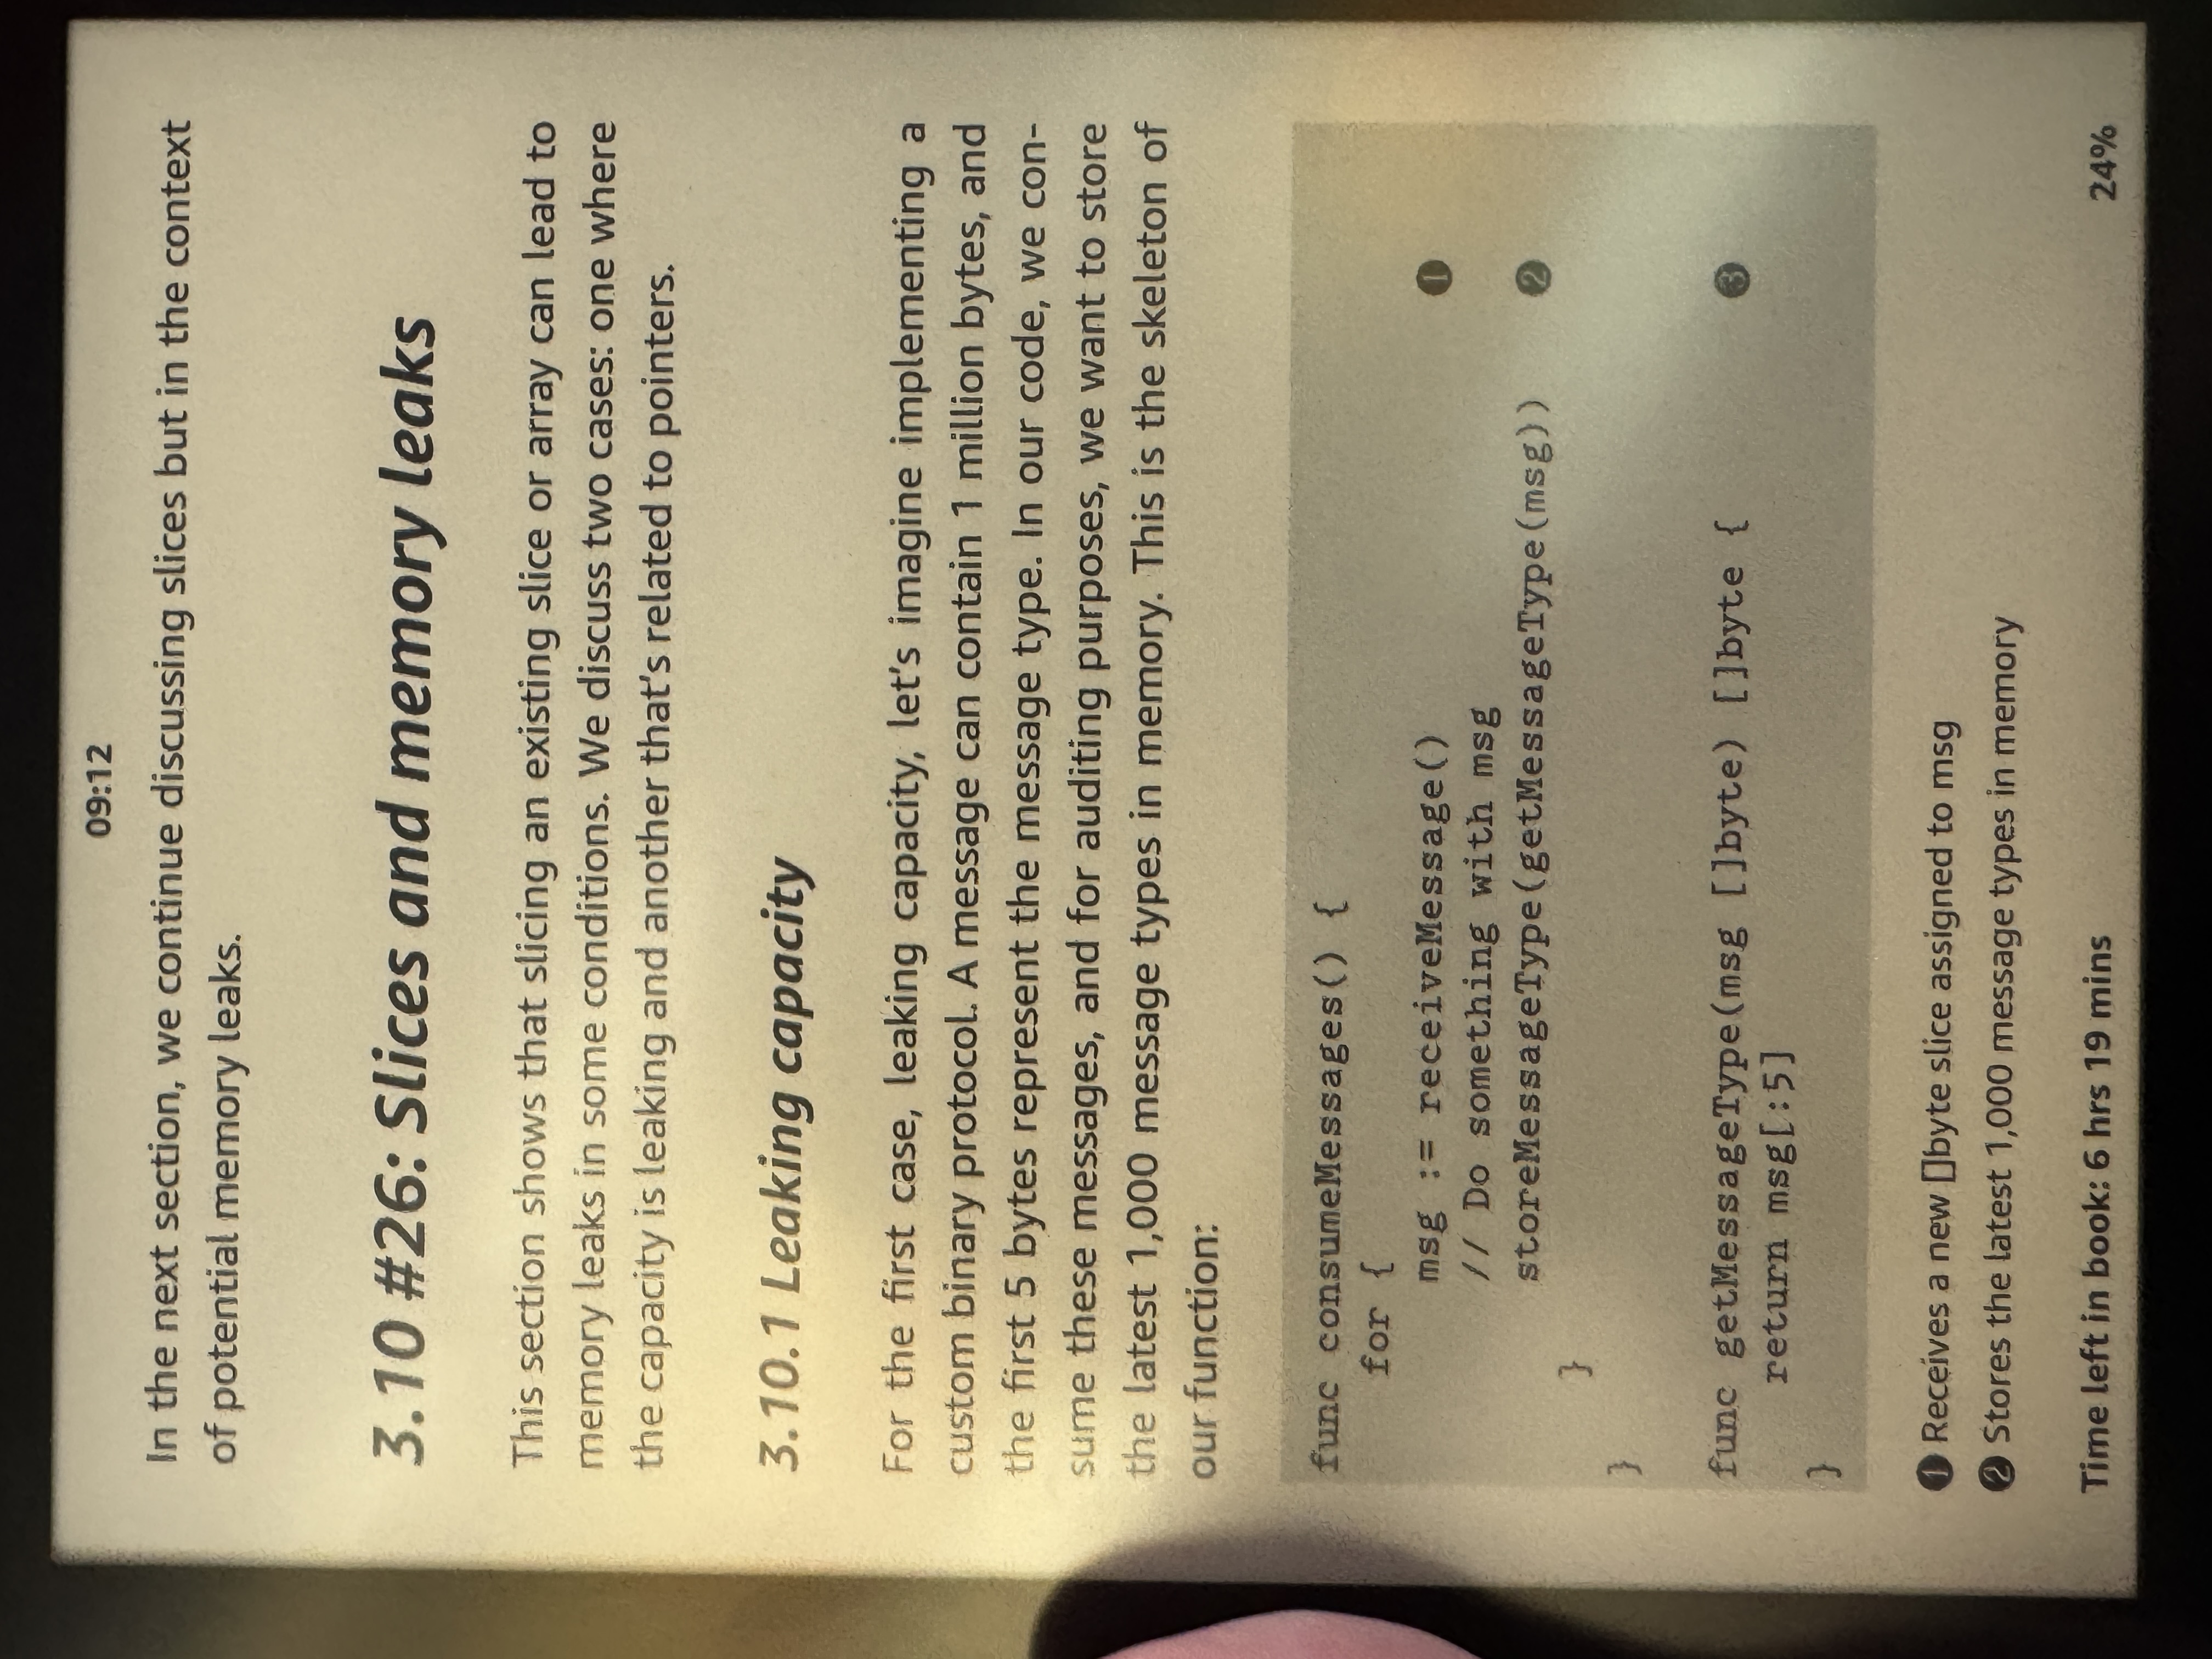 09:12
In the next section, we continue discussing slices but in the context
of potential memory leaks.
3.10 #26: Slices and memory leaks
This section shows that slicing an existing slice or array can lead to
memory leaks in some conditions. We discuss two cases: one where
the capacity is leaking and another that's related to pointers.
3.10.1 Leaking capacity
For the first case, leaking capacity, let's imagine implementing a
custom binary protocol. A message can contain 1 million bytes, and
the first 5 bytes represent the message type. In our code, we con-
sume these messages, and for auditing purposes, we want to store
the latest 1,000 message types in memory. This is the skeleton of
our function:
func consumeMessages() {
    for {
        msg := receiveMessage() ❶
        // Do something with msg
        storeMessageType(getMessageType(msg)) ❷
    }
}
func getMessageType(msg []byte) []byte { ❸
    return msg[:5]
}
❶ Receives a new []byte slice assigned to msg
❷ Stores the latest 1,000 message types in memory
Time left in book: 6 hrs 19 mins 24%